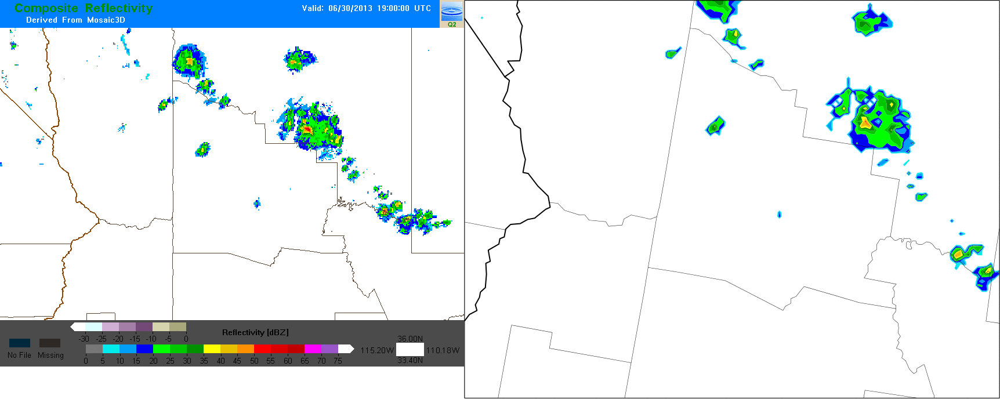 Composite Reflectivity
Derived From Mosaic3D
Valid: 06/30/2013 19:00:00 UTC
Q2
Reflectivity [dBZ]
-30 -25 -20 -15 -10 -5 0
No File Missing
0 5 10 15 20 25 30 35 40 45 50 55 60 65 70 75
36.00N
115.20W 110.18W
33.40N